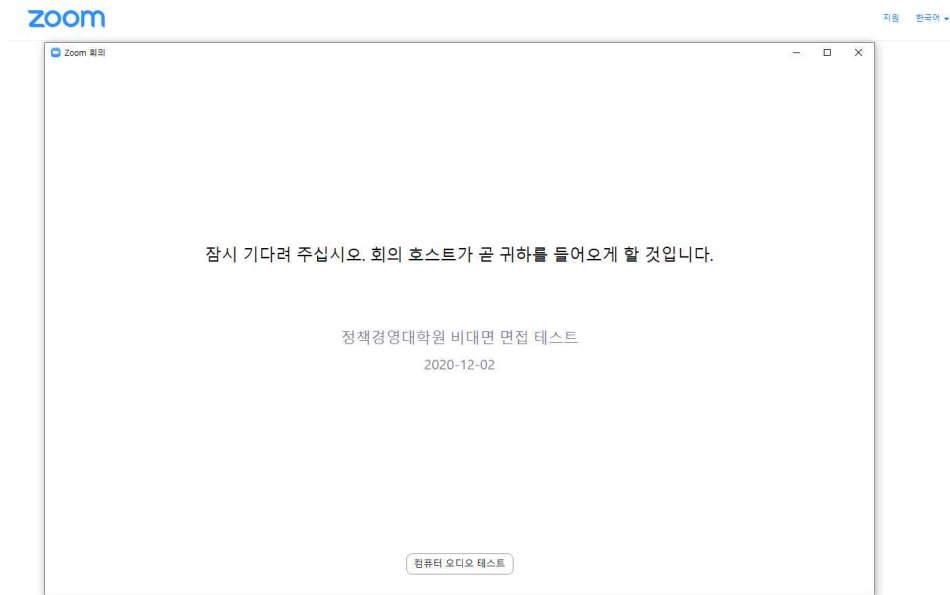 zoom
지원 한국어
Zoom 회의
잠시 기다려 주십시오. 회의 호스트가 곧 귀하를 들어오게 할 것입니다.
정책경영대학원 비대면 면접 테스트
2020-12-02
컴퓨터 오디오 테스트